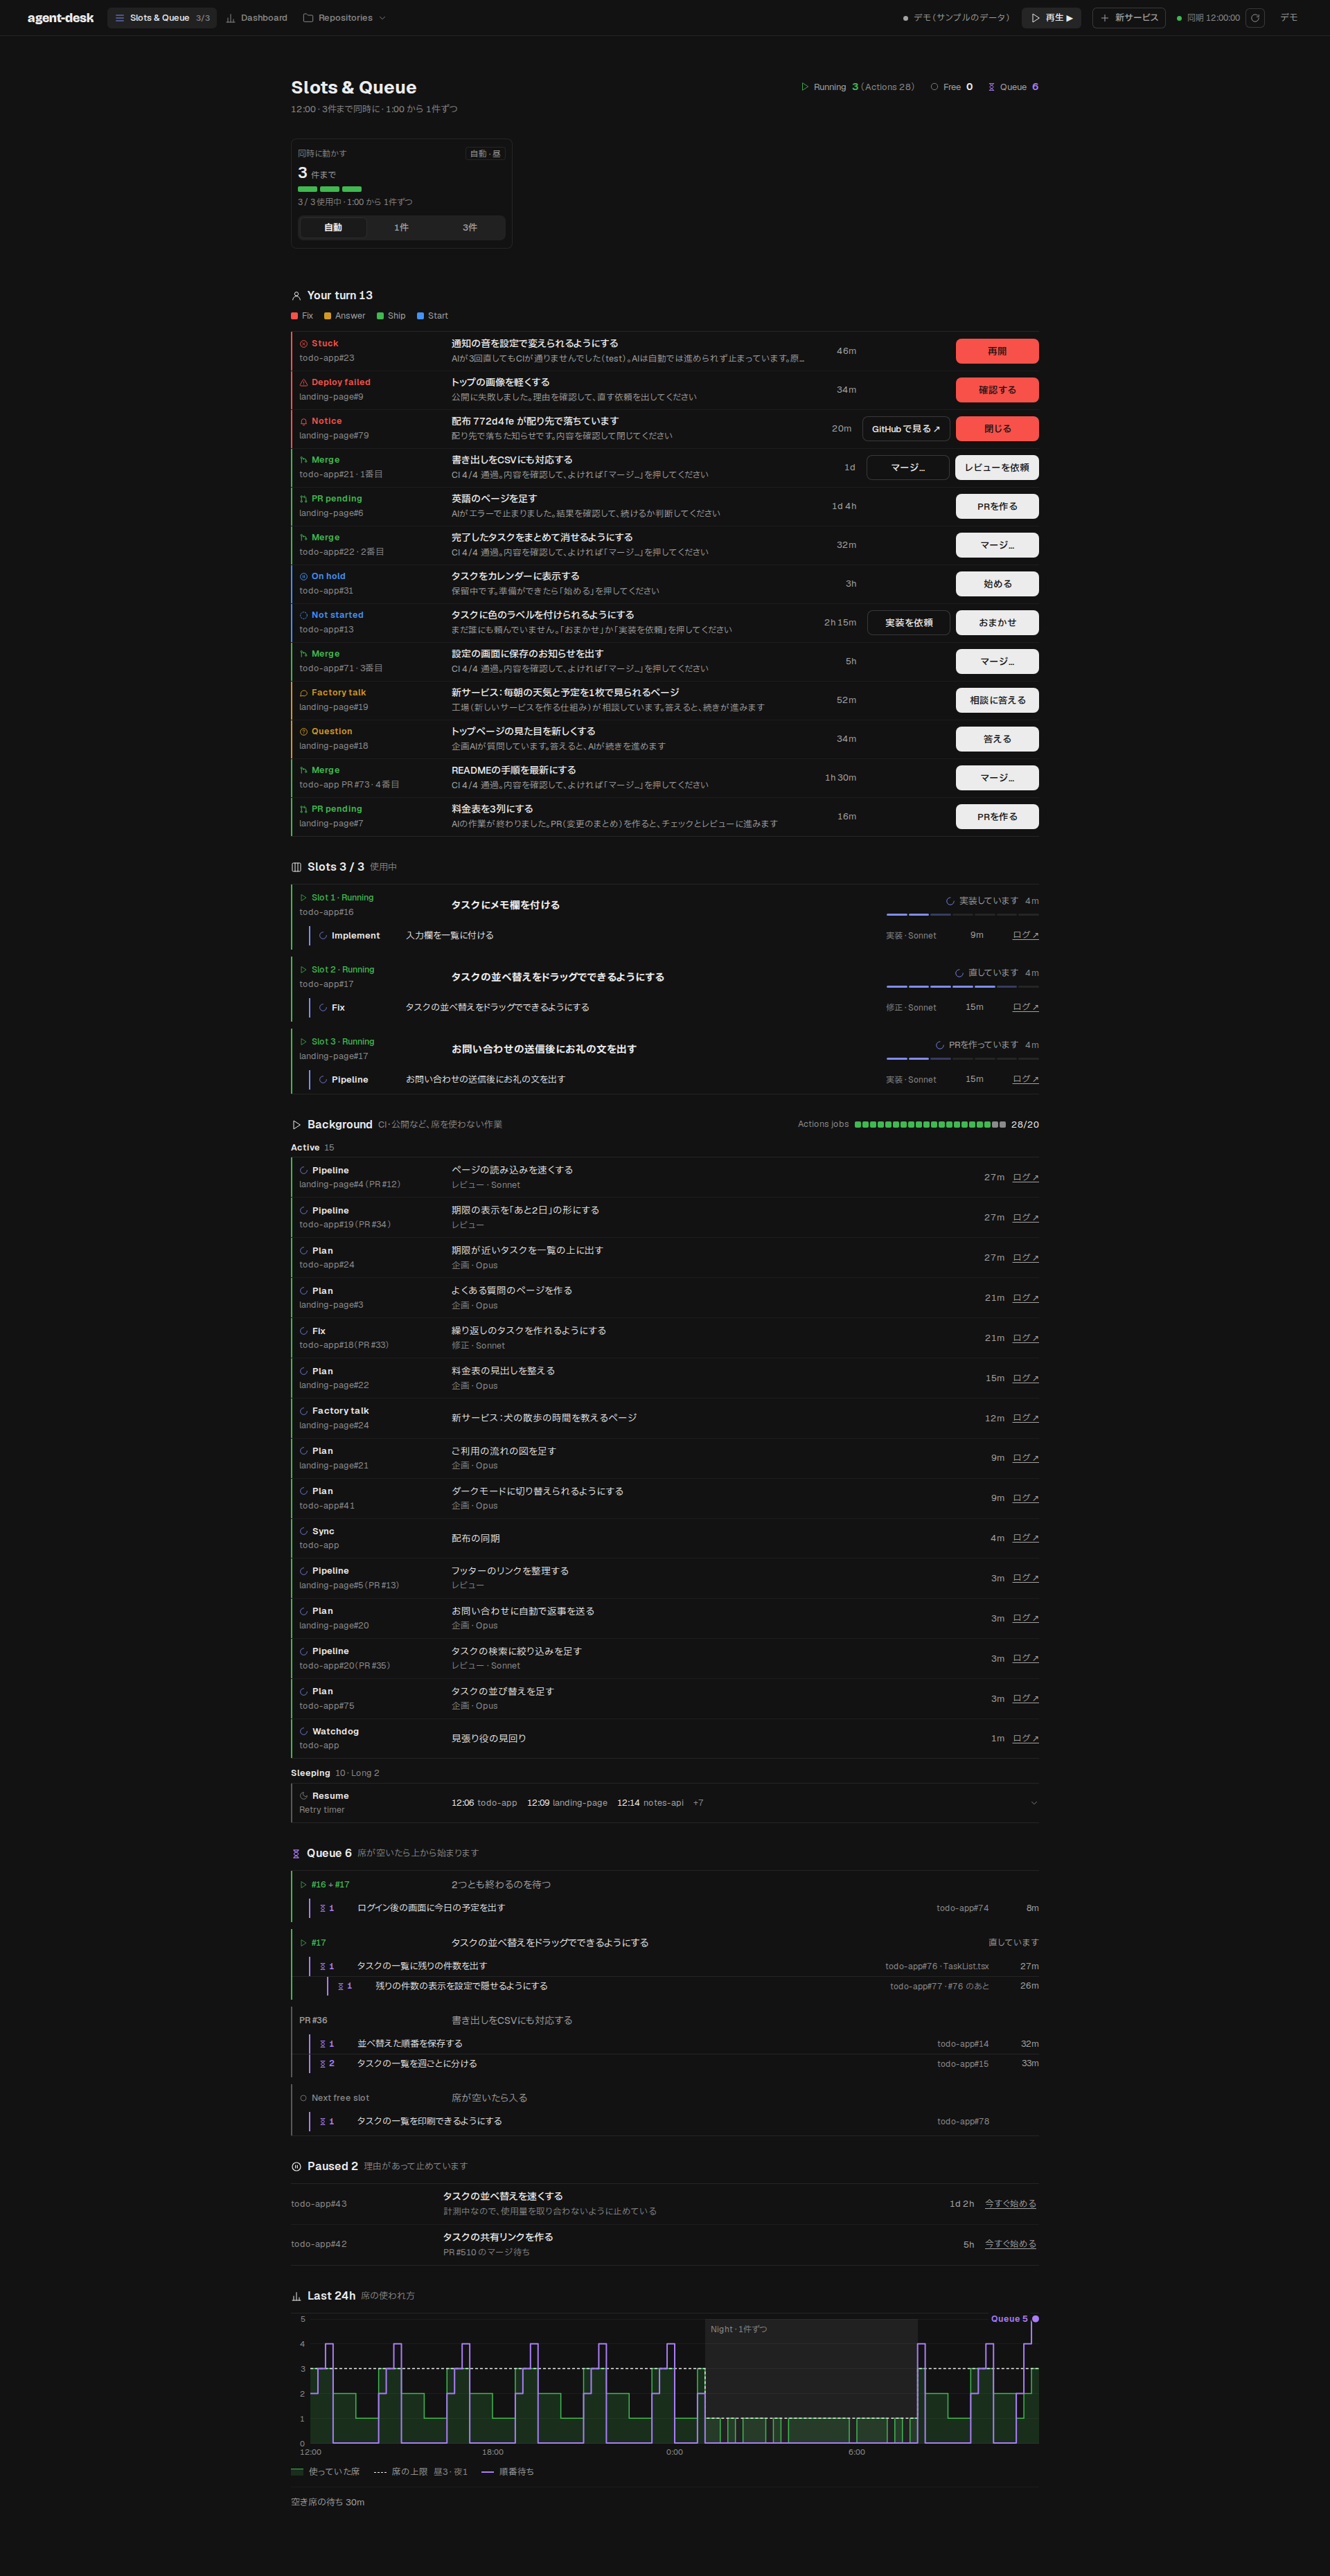 agent-desk
Slots & Queue 3/3
Dashboard
Repositories
デモ(サンプルのデータ)
再生 ▶
新サービス
同期 12:00:00
デモ
Slots & Queue
12:00 · 3件まで同時に · 1:00 から 1件ずつ
Running 3 (Actions 28)
Free 0
Queue 6
同時に動かす
自動 · 昼
3 件まで
3 / 3 使用中 · 1:00 から 1件ずつ
自動
1件
3件
Your turn 13
Fix
Answer
Ship
Start
Stuck 通知の音を設定で変えられるようにする
todo-app#23 AIが3回直してもCIが通りませんでした(test)。AIは自動では進められず止まっています。原… 46m 再開
Deploy failed トップの画像を軽くする
landing-page#9 公開に失敗しました。理由を確認して、直す依頼を出してください 34m 確認する
Notice 配布 772d4fe が配り先で落ちています
landing-page#79 配り先で落ちた知らせです。内容を確認して閉じてください 20m GitHub で見る ↗ 閉じる
Merge 書き出しをCSVにも対応する
todo-app#21 · 1番目 CI 4/4 通過。内容を確認して、よければ「マージ…」を押してください 1d マージ… レビューを依頼
PR pending 英語のページを足す
landing-page#6 AIがエラーで止まりました。結果を確認して、続けるか判断してください 1d 4h PRを作る
Merge 完了したタスクをまとめて消せるようにする
todo-app#22 · 2番目 CI 4/4 通過。内容を確認して、よければ「マージ…」を押してください 32m マージ…
On hold タスクをカレンダーに表示する
todo-app#31 保留中です。準備ができたら「始める」を押してください 3h 始める
Not started タスクに色のラベルを付けられるようにする
todo-app#13 まだ誰にも頼んでいません。「おまかせ」か「実装を依頼」を押してください 2h 15m 実装を依頼 おまかせ
Merge 設定の画面に保存のお知らせを出す
todo-app#71 · 3番目 CI 4/4 通過。内容を確認して、よければ「マージ…」を押してください 5h マージ…
Factory talk 新サービス：毎朝の天気と予定を1枚で見られるページ
landing-page#19 工場(新しいサービスを作る仕組み)が相談しています。答えると、続きが進みます 52m 相談に答える
Question トップページの見た目を新しくする
landing-page#18 企画AIが質問しています。答えると、AIが続きを進めます 34m 答える
Merge READMEの手順を最新にする
todo-app PR #73 · 4番目 CI 4/4 通過。内容を確認して、よければ「マージ…」を押してください 1h 30m マージ…
PR pending 料金表を3列にする
landing-page#7 AIの作業が終わりました。PR(変更のまとめ)を作ると、チェックとレビューに進みます 16m PRを作る
Slots 3 / 3 使用中
Slot 1 · Running タスクにメモ欄を付ける 実装しています 4m
todo-app#16
Implement 入力欄を一覧に付ける 実装 · Sonnet 9m ログ ↗
Slot 2 · Running タスクの並べ替えをドラッグでできるようにする 直しています 4m
todo-app#17
Fix タスクの並べ替えをドラッグでできるようにする 修正 · Sonnet 15m ログ ↗
Slot 3 · Running お問い合わせの送信後にお礼の文を出す PRを作っています 4m
landing-page#17
Pipeline お問い合わせの送信後にお礼の文を出す 実装 · Sonnet 15m ログ ↗
Background CI·公開など、席を使わない作業 Actions jobs 28/20
Active 15
Pipeline ページの読み込みを速くする
landing-page#4 (PR #12) レビュー · Sonnet 27m ログ ↗
Pipeline 期限の表示を「あと2日」の形にする
todo-app#19 (PR #34) レビュー 27m ログ ↗
Plan 期限が近いタスクを一覧の上に出す
todo-app#24 企画 · Opus 27m ログ ↗
Plan よくある質問のページを作る
landing-page#3 企画 · Opus 21m ログ ↗
Fix 繰り返しのタスクを作れるようにする
todo-app#18 (PR #33) 修正 · Sonnet 21m ログ ↗
Plan 料金表の見出しを整える
landing-page#22 企画 · Opus 15m ログ ↗
Factory talk 新サービス：犬の散歩の時間を教えるページ 12m ログ ↗
landing-page#24
Plan ご利用の流れの図を足す
landing-page#21 企画 · Opus 9m ログ ↗
Plan ダークモードに切り替えられるようにする
todo-app#41 企画 · Opus 9m ログ ↗
Sync 配布の同期 4m ログ ↗
todo-app
Pipeline フッターのリンクを整理する
landing-page#5 (PR #13) レビュー 3m ログ ↗
Plan お問い合わせに自動で返事を送る
landing-page#20 企画 · Opus 3m ログ ↗
Pipeline タスクの検索に絞り込みを足す
todo-app#20 (PR #35) レビュー · Sonnet 3m ログ ↗
Plan タスクの並び替えを足す
todo-app#75 企画 · Opus 3m ログ ↗
Watchdog 見張り役の見回り 1m ログ ↗
todo-app
Sleeping 10 · Long 2
Resume 12:06 todo-app 12:09 landing-page 12:14 notes-api +7
Retry timer
Queue 6 席が空いたら上から始まります
#16 + #17 2つとも終わるのを待つ
1 ログイン後の画面に今日の予定を出す todo-app#74 8m
#17 タスクの並べ替えをドラッグでできるようにする 直しています
1 タスクの一覧に残りの件数を出す todo-app#76 · TaskList.tsx 27m
1 残りの件数の表示を設定で隠せるようにする todo-app#77 · #76 のあと 26m
PR #36 書き出しをCSVにも対応する
1 並べ替えた順番を保存する todo-app#14 32m
2 タスクの一覧を週ごとに分ける todo-app#15 33m
Next free slot 席が空いたら入る
1 タスクの一覧を印刷できるようにする todo-app#78
Paused 2 理由があって止めています
todo-app#43 タスクの並べ替えを速くする 1d 2h 今すぐ始める
計測中なので、使用量を取り合わないように止めている
todo-app#42 タスクの共有リンクを作る 5h 今すぐ始める
PR #510 のマージ待ち
Last 24h 席の使われ方
Queue 5
Night · 1件ずつ
5
4
3
2
1
0
12:00 18:00 0:00 6:00
使っていた席 席の上限 昼3 · 夜1 順番待ち
空き席の待ち 30m